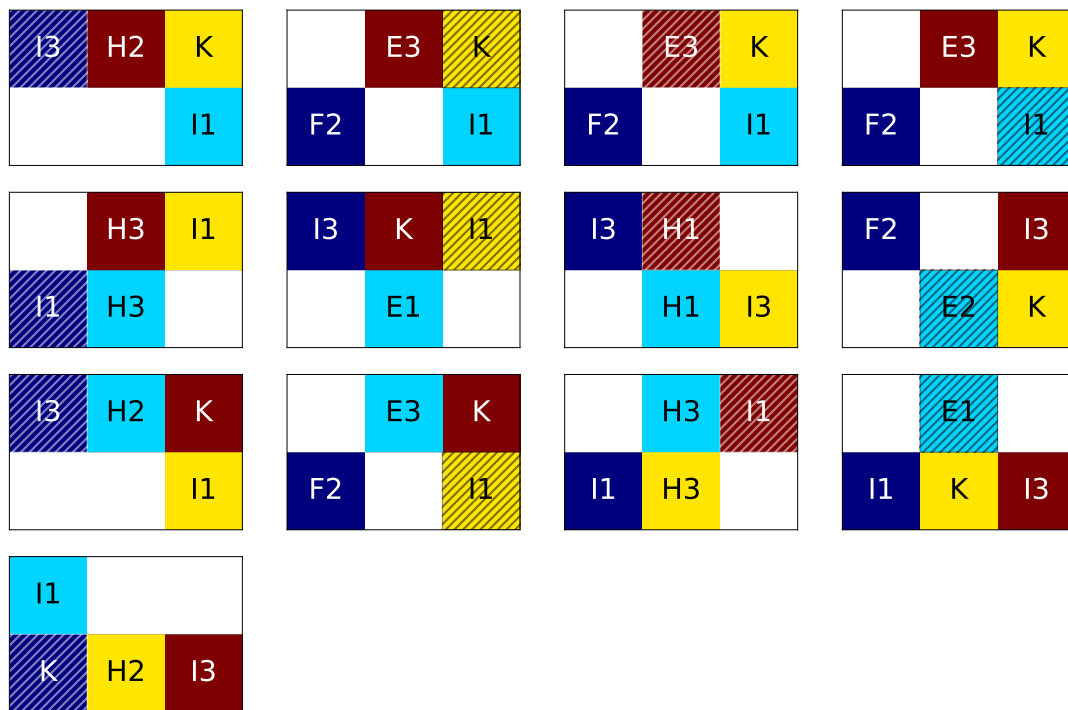 I3 H2 K E3 K E3 K E3 K
I1 F2 I1 F2 I1 F2 I1
H3 I1 I3 K I1 I3 H1 F2 I3
I1 H3 E1 H1 I3 E2 K
I3 H2 K E3 K H3 I1 E1
I1 F2 I1 I1 H3 I1 K I3
I1
K H2 I3